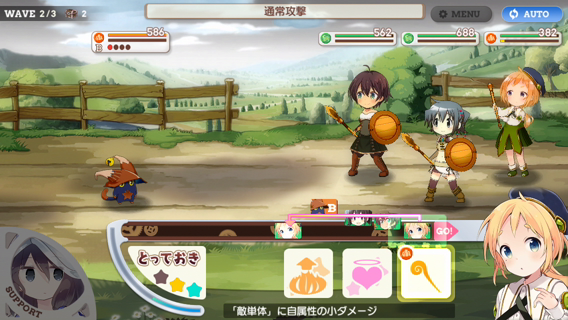 WAVE 2/3 2
通常攻撃
MENU
AUTO
586
B
562
688
382
B
GO!
とっておき
SUPPORT
「敵単体」に自属性の小ダメージ